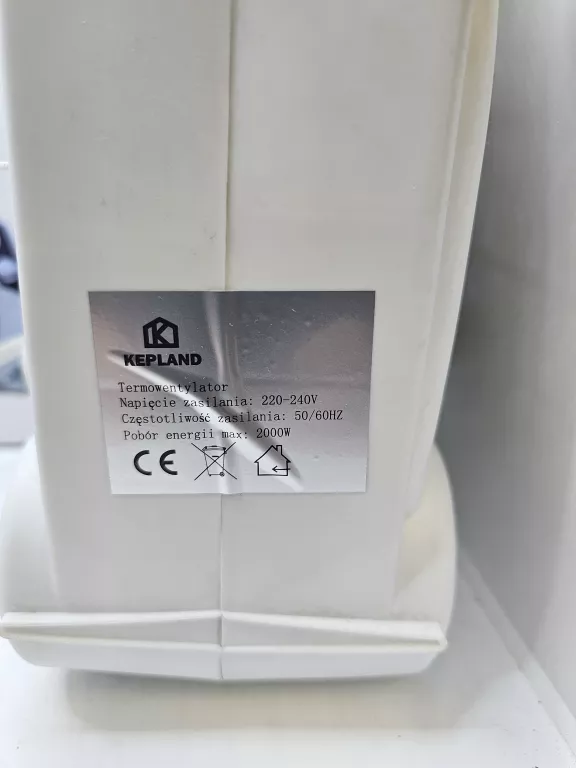 KEPLAND
Termowentylator
Napięcie zasilania: 220-240V
Częstotliwość zasilania: 50/60HZ
Pobór energii max: 2000W
CE